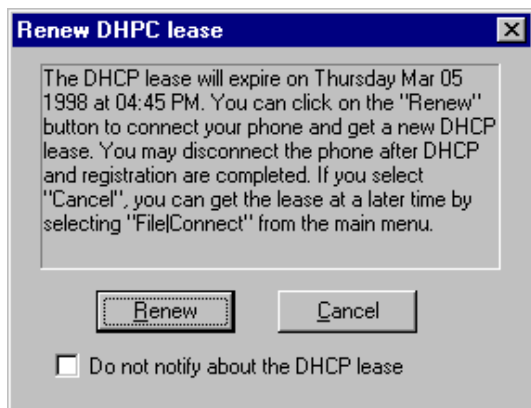 Renew DHPC lease
The DHCP lease will expire on Thursday Mar 05
1998 at 04:45 PM. You can click on the "Renew"
button to connect your phone and get a new DHCP
lease. You may disconnect the phone after DHCP
and registration are completed. If you select
"Cancel", you can get the lease at a later time by
selecting "File|Connect" from the main menu.
Renew Cancel
Do not notify about the DHCP lease